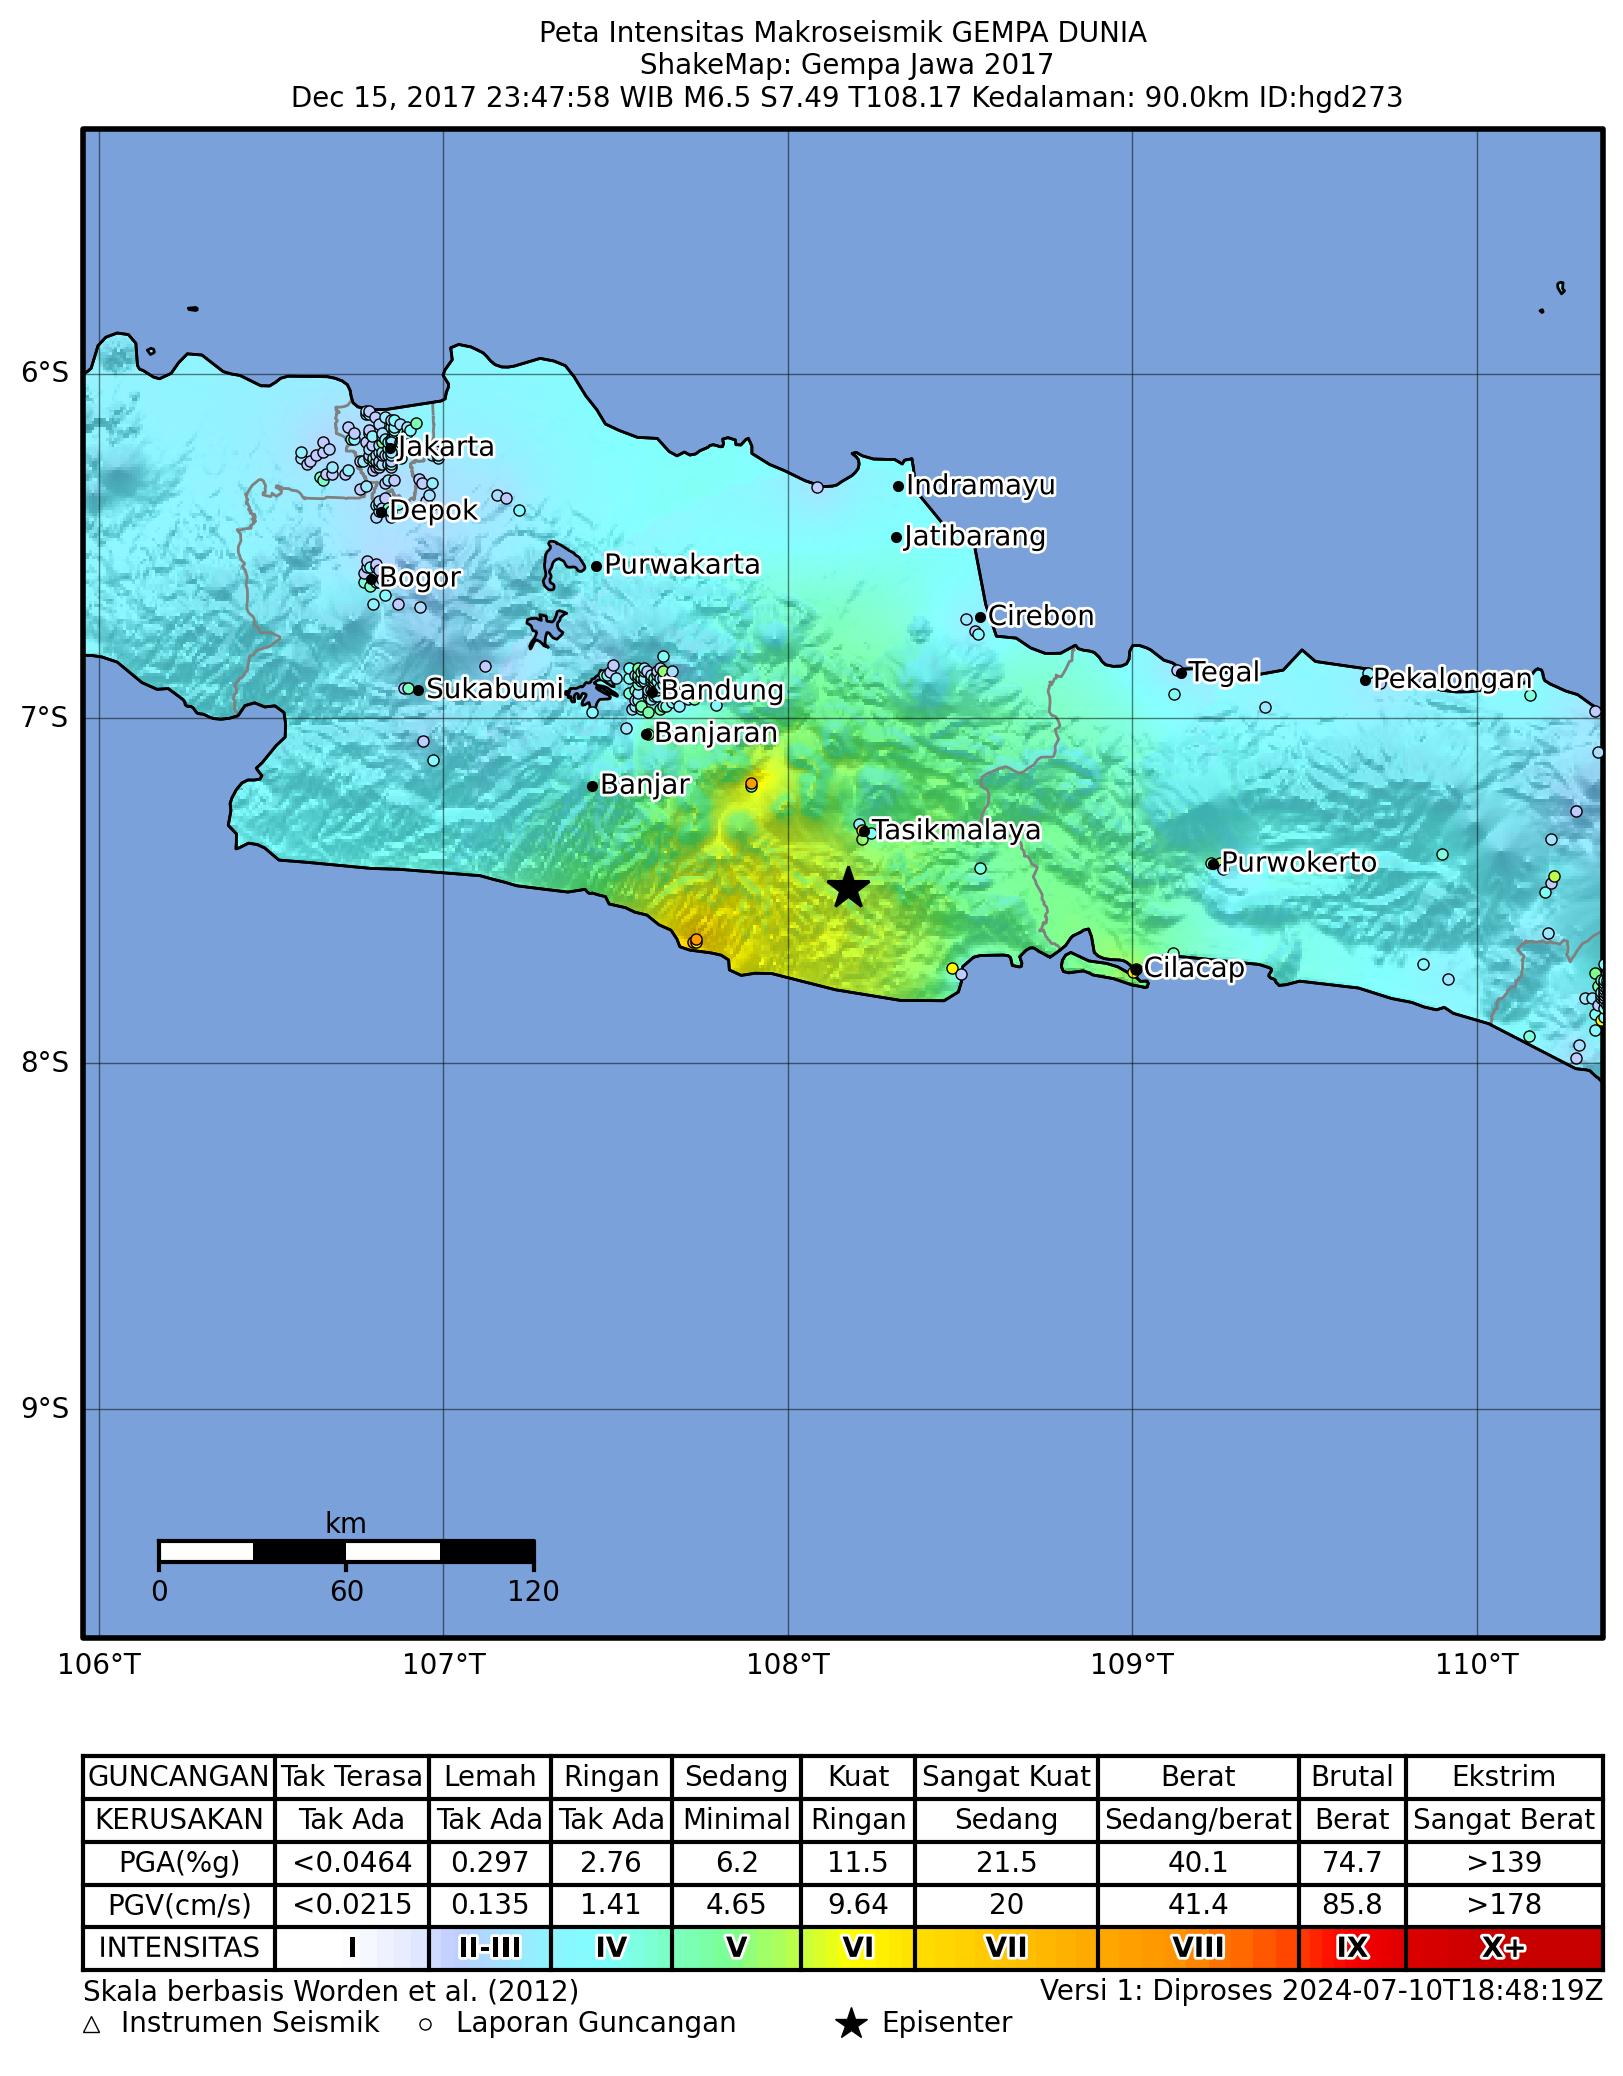 Peta Intensitas Makroseismik GEMPA DUNIA
ShakeMap: Gempa Jawa 2017
Dec 15, 2017 23:47:58 WIB M6.5 S7.49 T108.17 Kedalaman: 90.0km ID:hgd273
6°S
Jakarta
Indramayu
Depok
Jatibarang
Purwakarta
Bogor
Cirebon
Tegal
Pekalongan
Sukabumi
Bandung
7°S
Banjaran
Banjar
Tasikmalaya
Purwokerto
Cilacap
8°S
9°S
km
0 60 120
106°T 107°T 108°T 109°T 110°T
GUNCANGAN Tak Terasa Lemah Ringan Sedang Kuat Sangat Kuat Berat Brutal Ekstrim
KERUSAKAN Tak Ada Tak Ada Tak Ada Minimal Ringan Sedang Sedang/berat Berat Sangat Berat
PGA(%g) <0.0464 0.297 2.76 6.2 11.5 21.5 40.1 74.7 >139
PGV(cm/s) <0.0215 0.135 1.41 4.65 9.64 20 41.4 85.8 >178
INTENSITAS I II-III IV V VI VII VIII IX X+
Skala berbasis Worden et al. (2012) Versi 1: Diproses 2024-07-10T18:48:19Z
△ Instrumen Seismik ○ Laporan Guncangan ★ Episenter